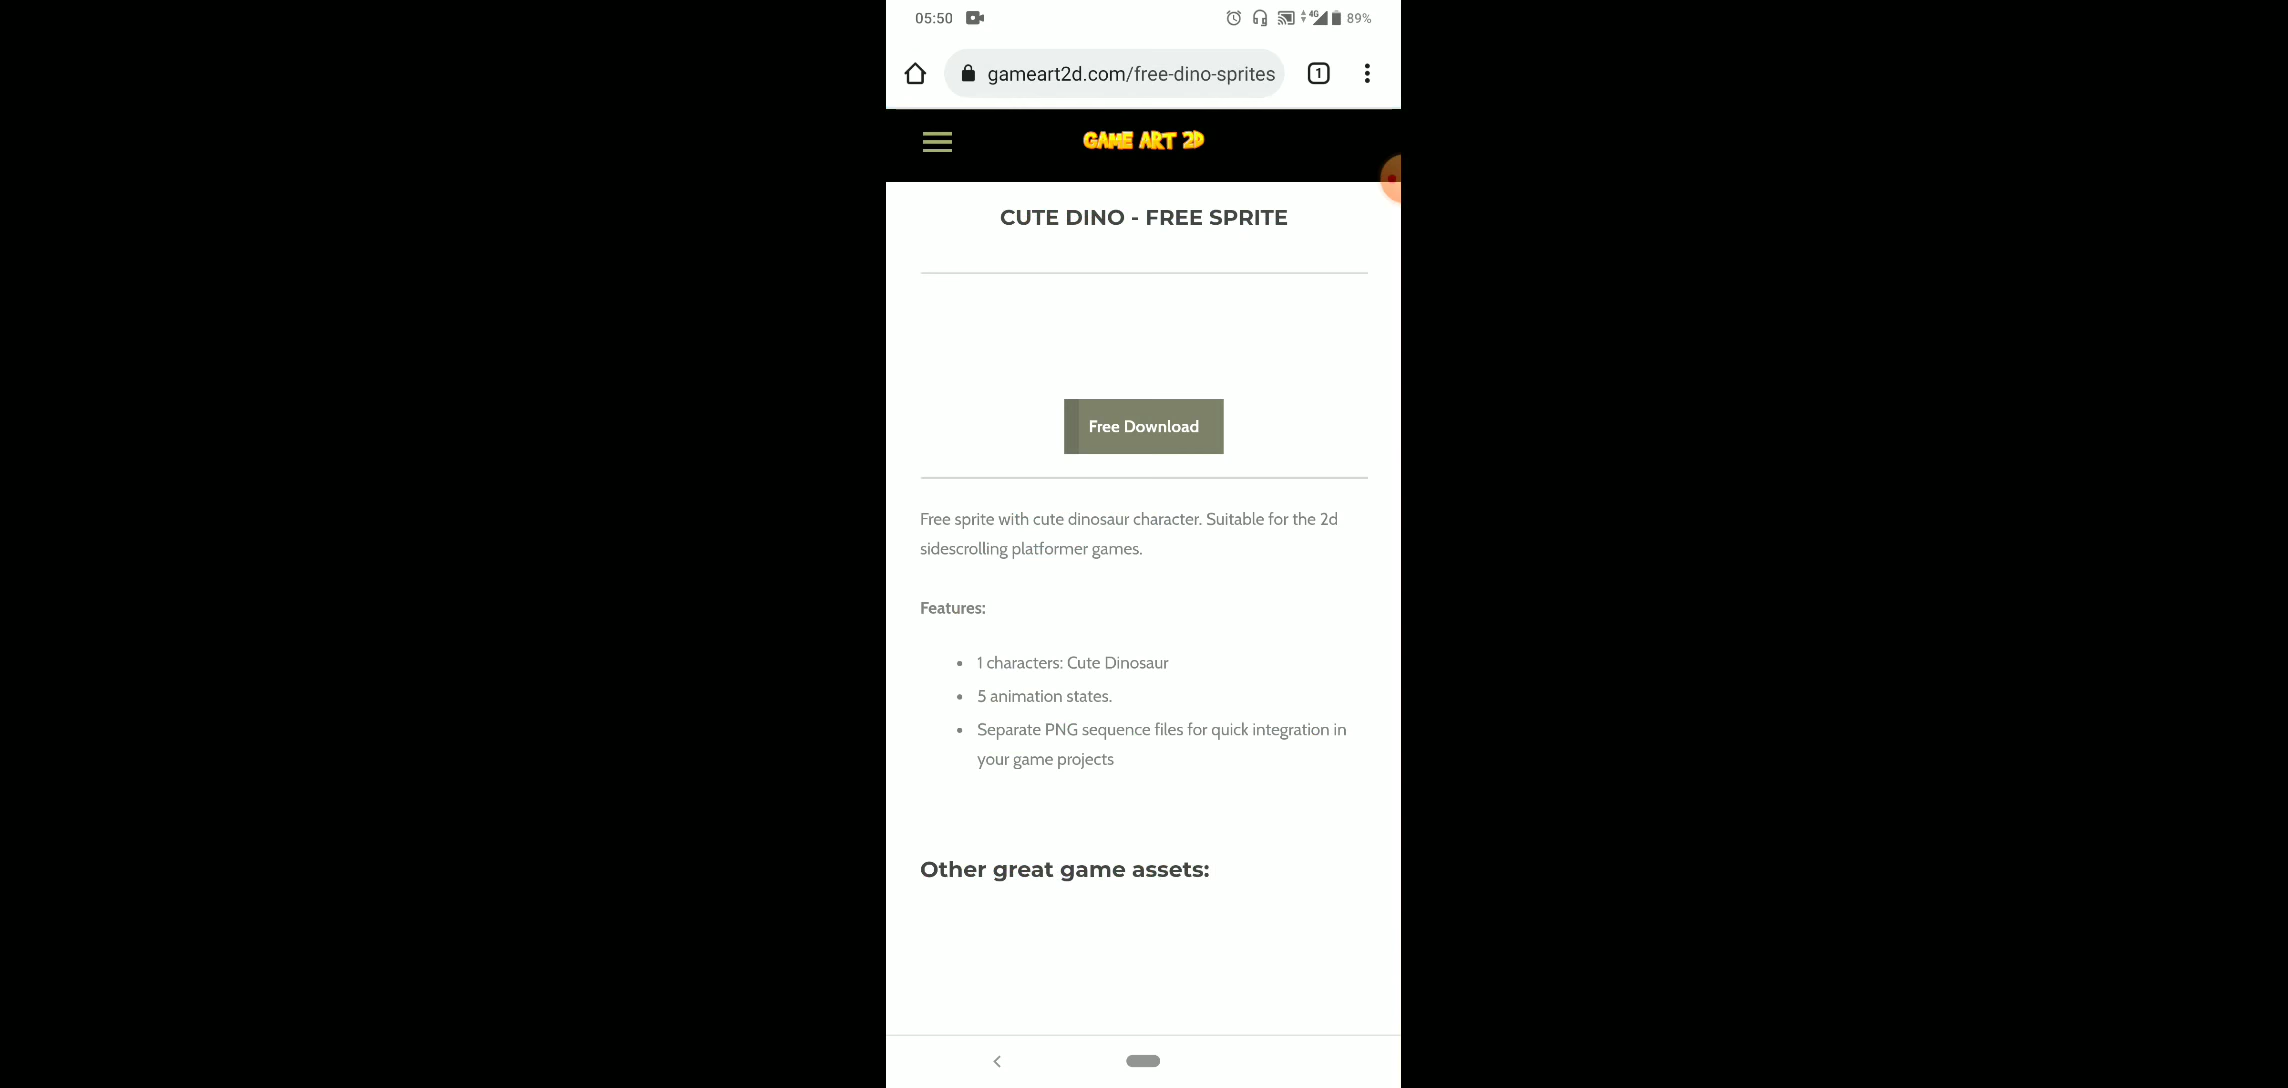 05:50
4G
89%
gameart2d.com/free-dino-sprites
1
GAME ART 2D
CUTE DINO - FREE SPRITE
Free Download
Free sprite with cute dinosaur character. Suitable for the 2d
sidescrolling platformer games.
Features:
• 1 characters: Cute Dinosaur
• 5 animation states.
• Separate PNG sequence files for quick integration in
your game projects
Other great game assets: